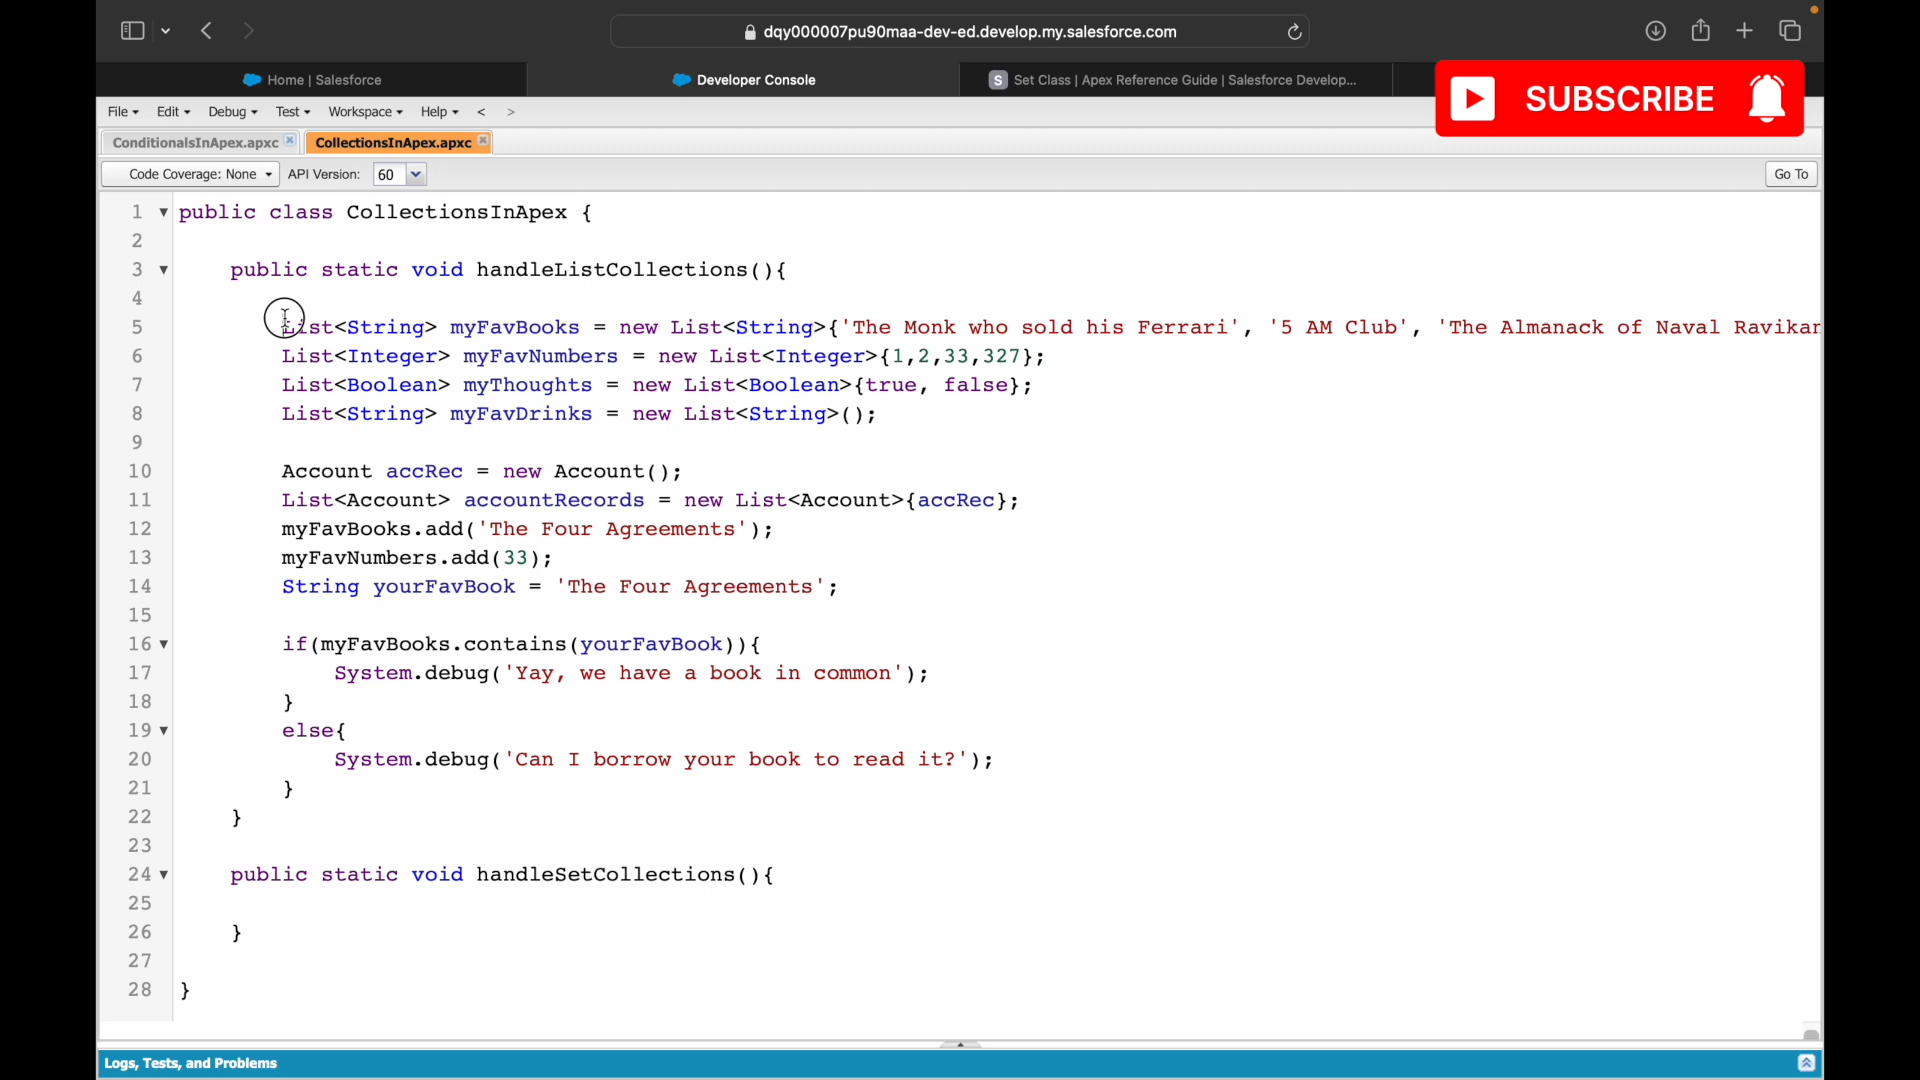 dqy000007pu90maa-dev-ed.develop.my.salesforce.com
Home | Salesforce
Developer Console
S Set Class | Apex Reference Guide | Salesforce Develop...
SUBSCRIBE
File Edit Debug Test Workspace Help < >
ConditionalsInApex.apxc CollectionsInApex.apxc
Code Coverage: None API Version: 60 Go To
1 public class CollectionsInApex {
2
3 public static void handleListCollections(){
4
5 List<String> myFavBooks = new List<String>{'The Monk who sold his Ferrari', '5 AM Club', 'The Almanack of Naval Ravikan
6 List<Integer> myFavNumbers = new List<Integer>{1,2,33,327};
7 List<Boolean> myThoughts = new List<Boolean>{true, false};
8 List<String> myFavDrinks = new List<String>();
9
10 Account accRec = new Account();
11 List<Account> accountRecords = new List<Account>{accRec};
12 myFavBooks.add('The Four Agreements');
13 myFavNumbers.add(33);
14 String yourFavBook = 'The Four Agreements';
15
16 if(myFavBooks.contains(yourFavBook)){
17 System.debug('Yay, we have a book in common');
18 }
19 else{
20 System.debug('Can I borrow your book to read it?');
21 }
22 }
23
24 public static void handleSetCollections(){
25
26 }
27
28 }
Logs, Tests, and Problems